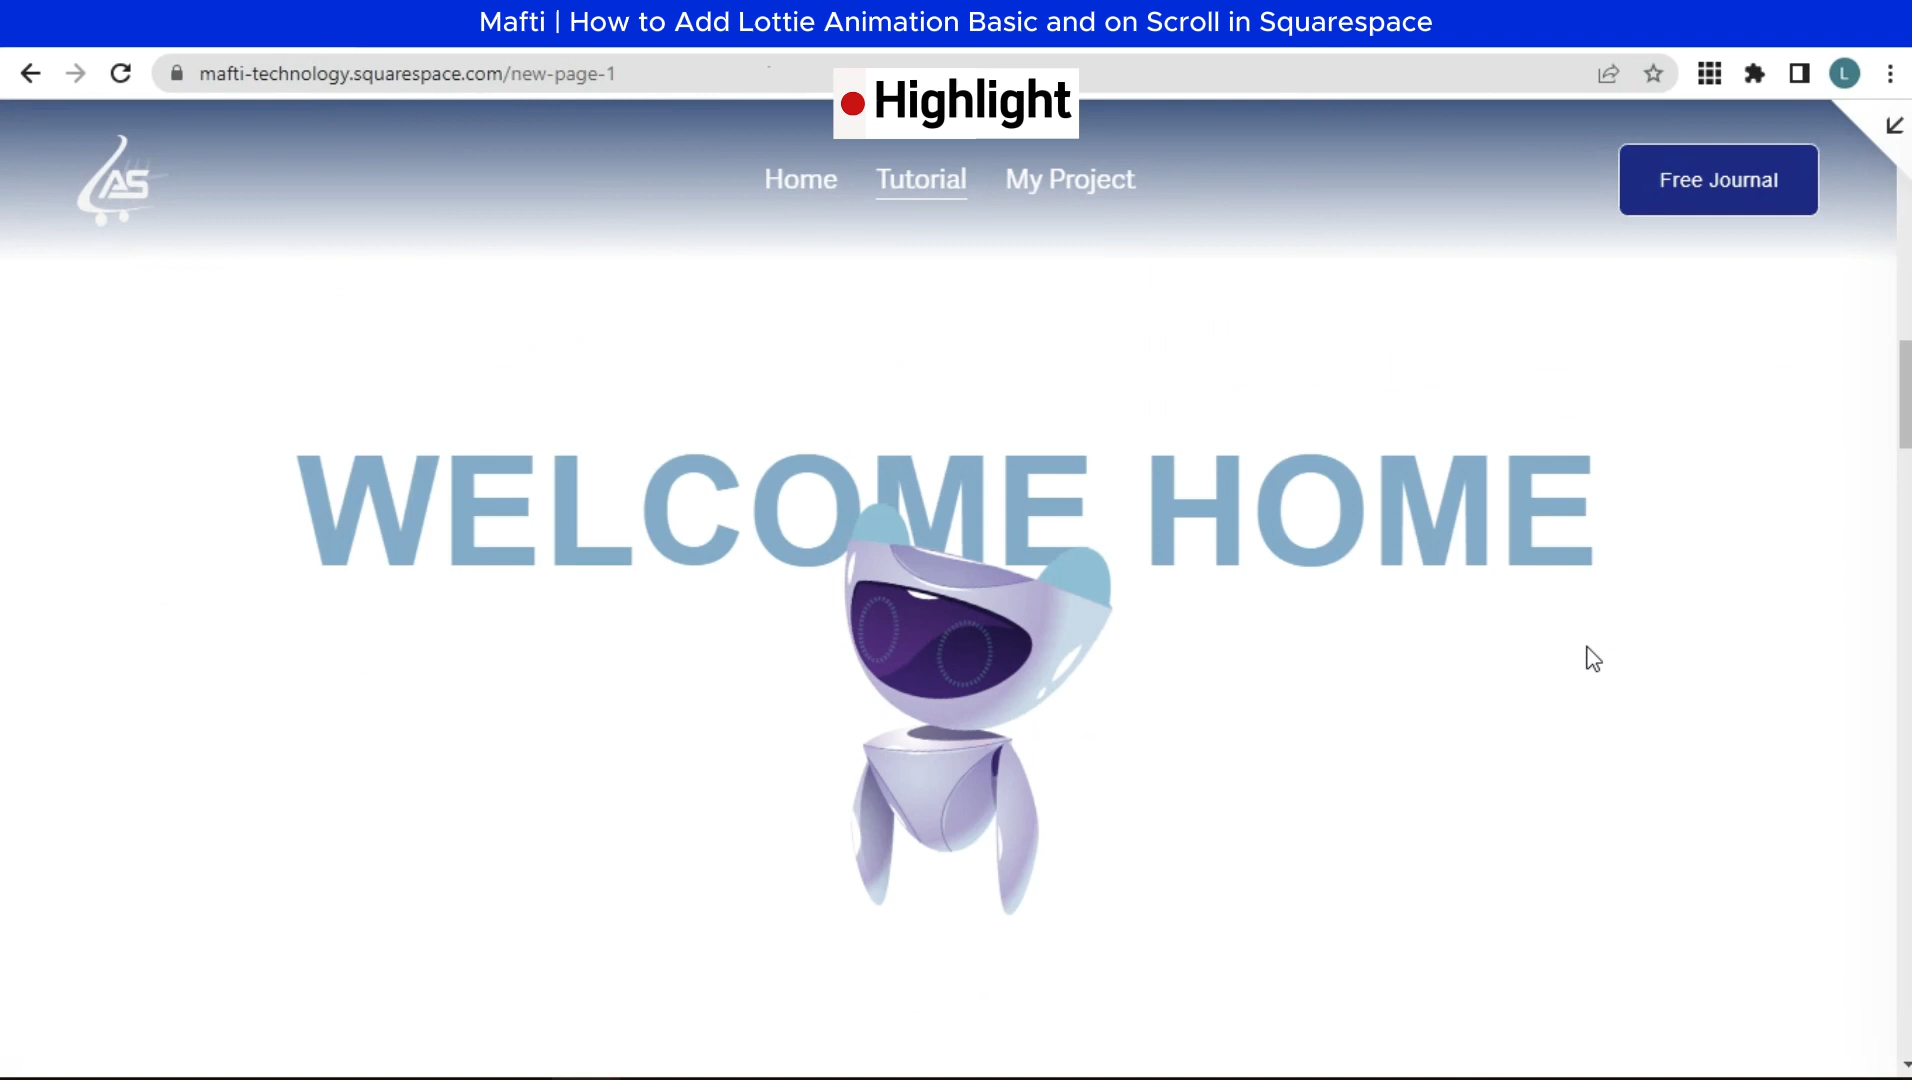 Mafti | How to Add Lottie Animation Basic and on Scroll in Squarespace
mafti-technology.squarespace.com/new-page-1
L
Highlight
AS
Home Tutorial My Project
Free Journal
WELCOME HOME